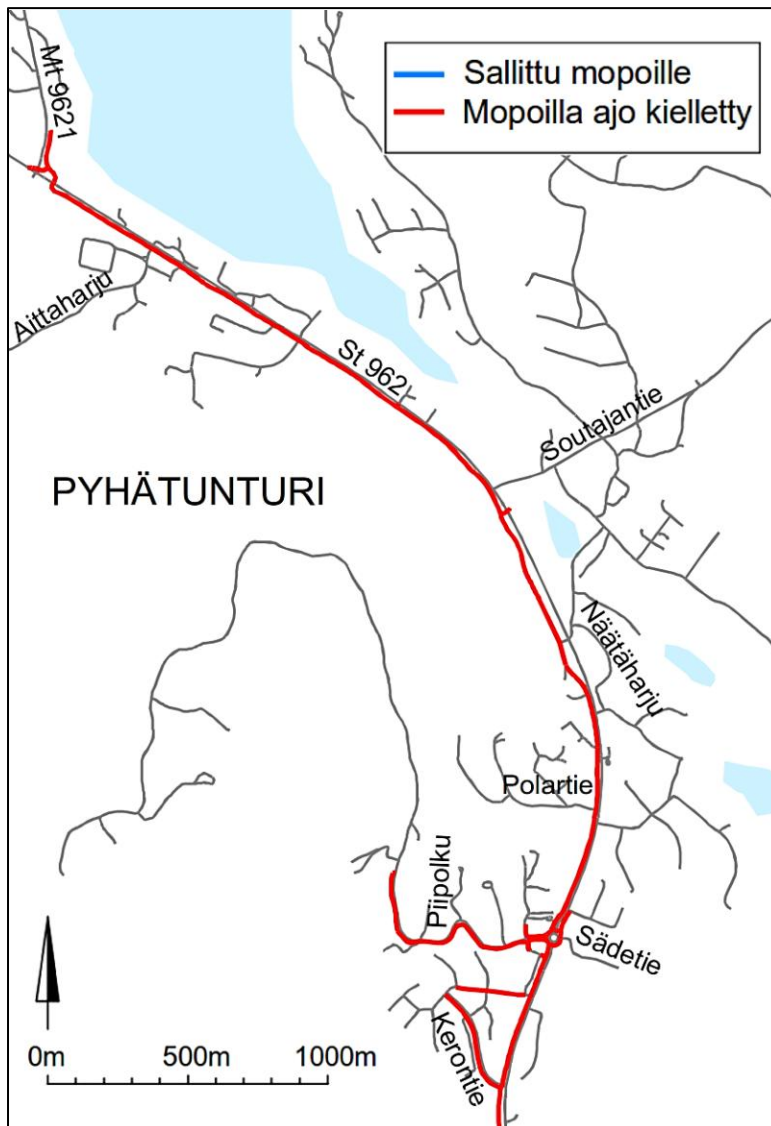 Sallittu mopoille
Mopoilla ajo kielletty
Mt 9621
Aittaharju
St 962
Soutajantie
PYHÄTUNTURI
Näätäharju
Polartie
Piipolku
Sädetie
Kerontie
0m 500m 1000m